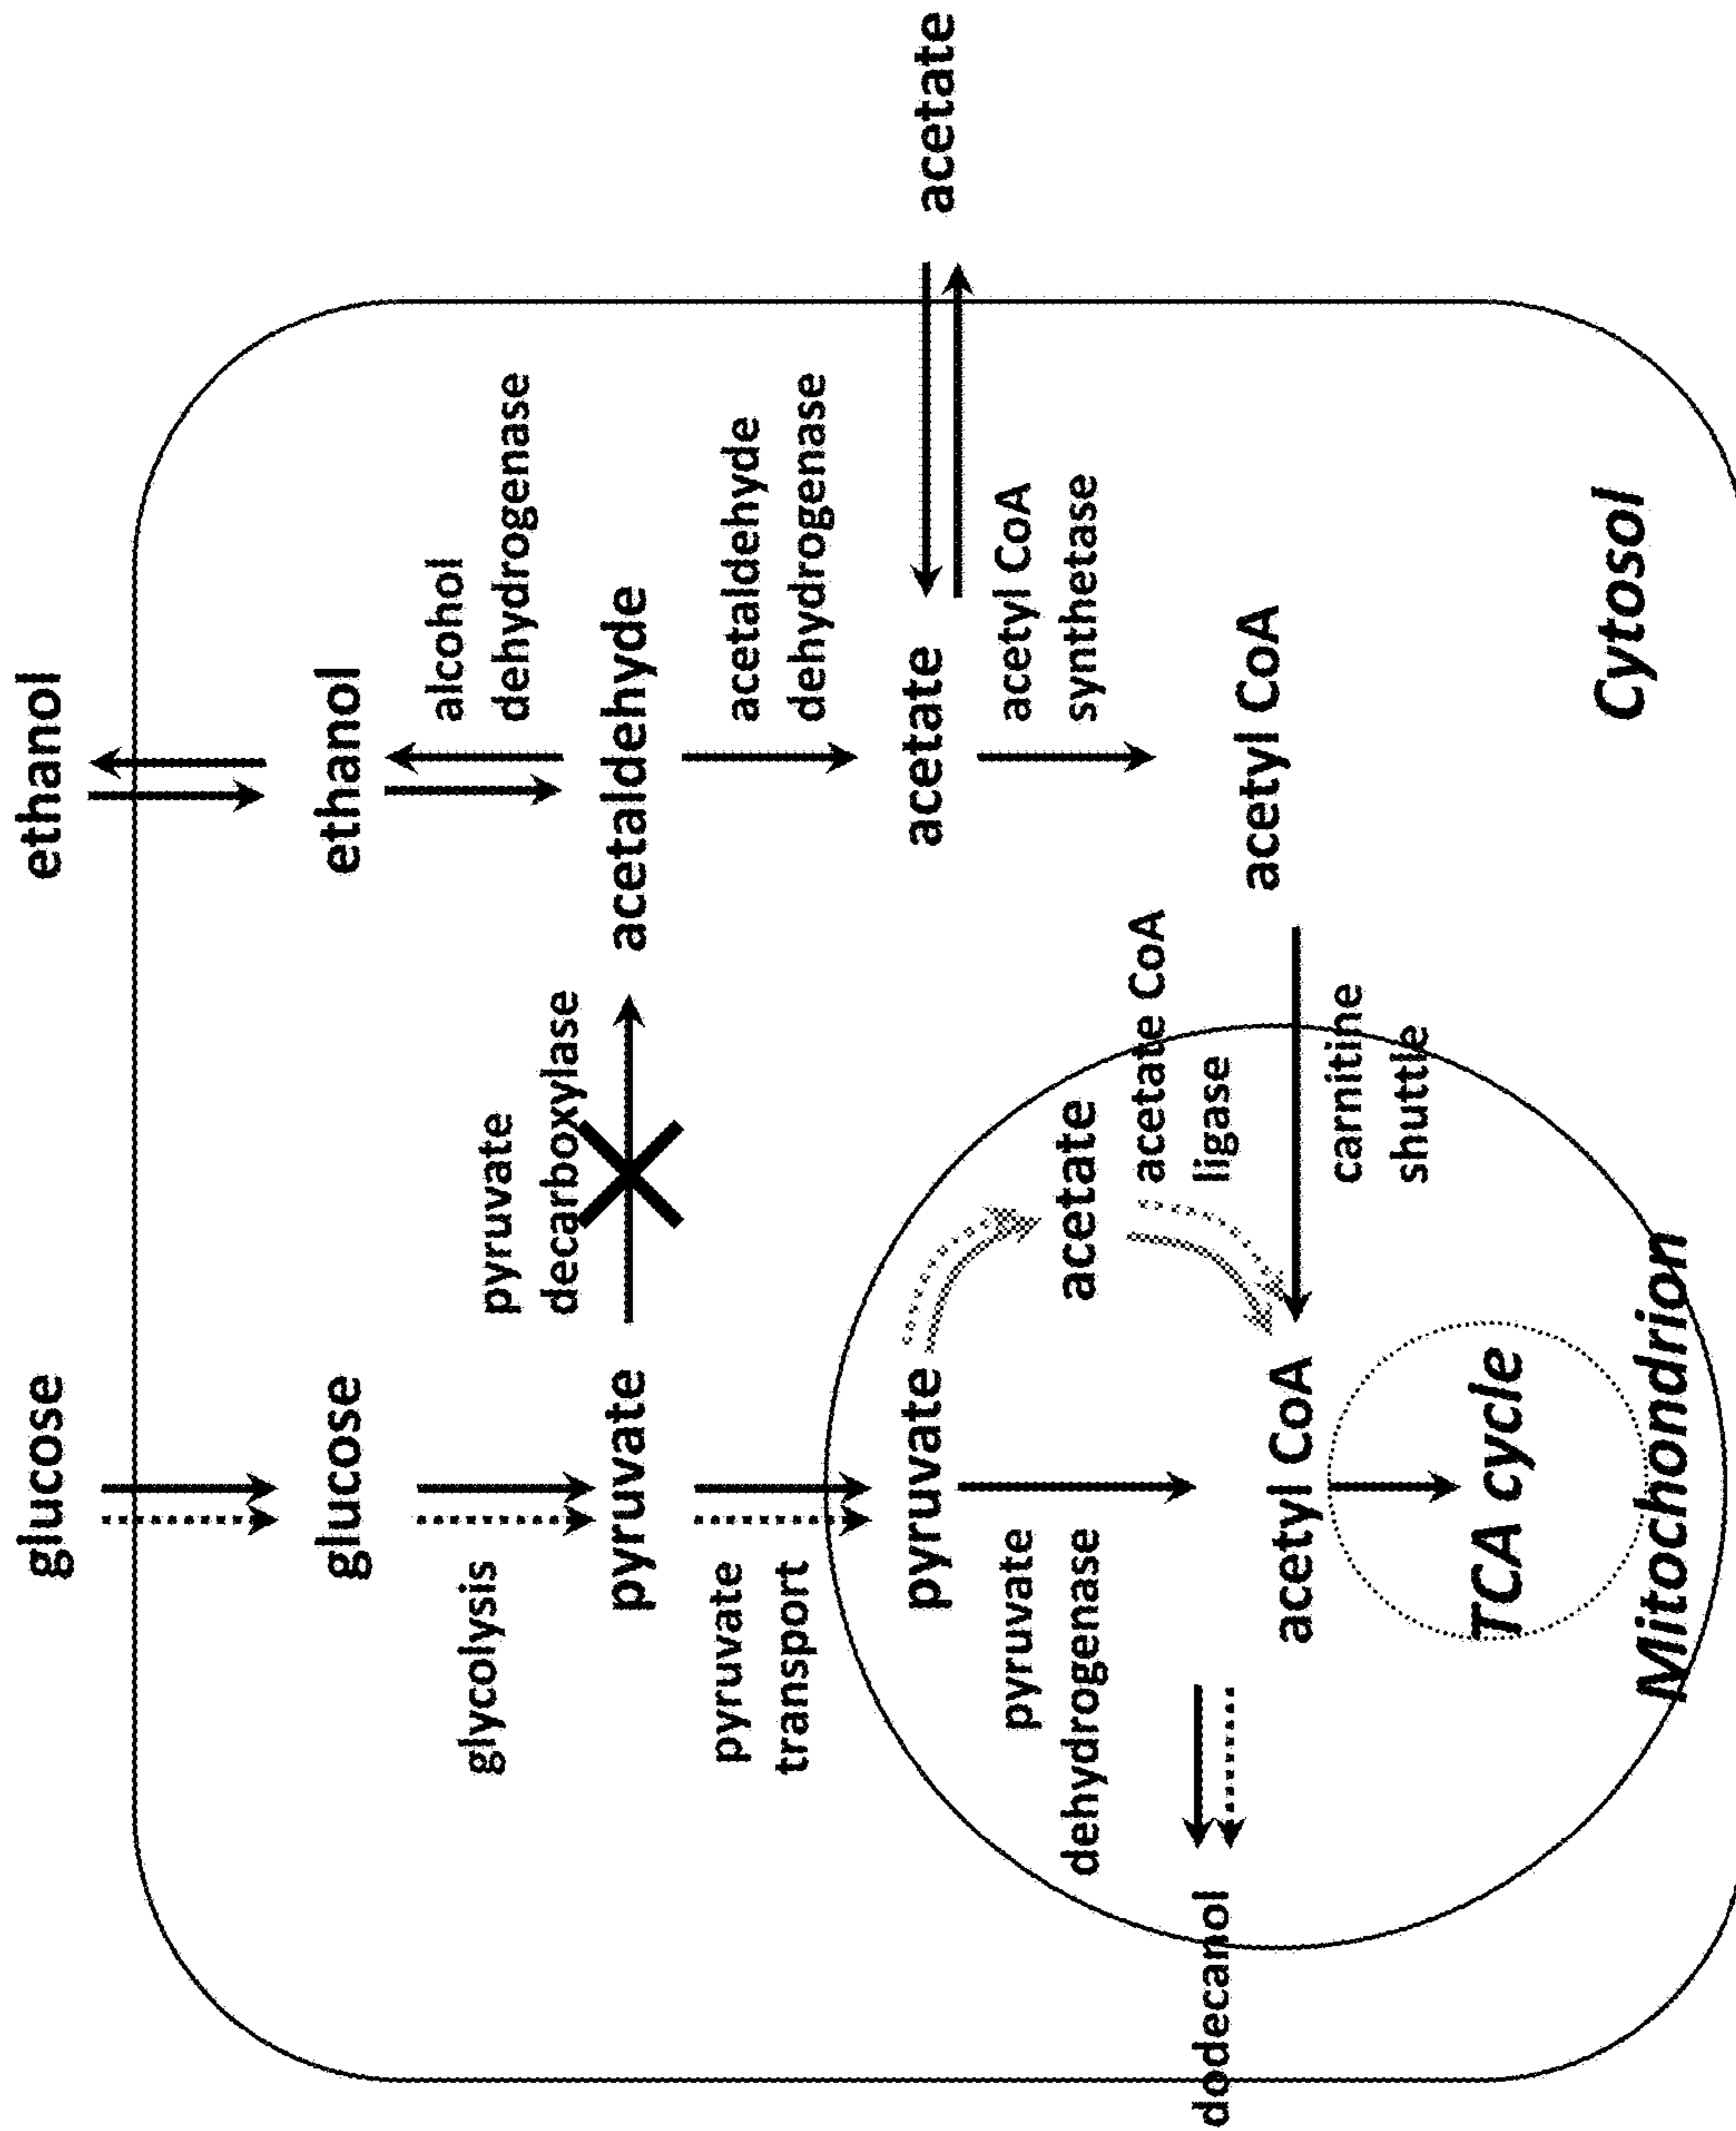 glucose
ethanol
glucose
ethanol
glycolysis
pyruvate
decarboxylase
alcohol
dehydrogenase
pyruvate
acetaldehyde
pyruvate
transport
acetaldehyde
dehydrogenase
pyruvate
acetate
acetate
pyruvate
dehydrogenase
acetate
acetate CoA
ligase
acetyl CoA
synthetase
dodecanol
acetyl CoA
acetyl CoA
carnitine
shuttle
TCA cycle
Mitochondrion
Cytosol